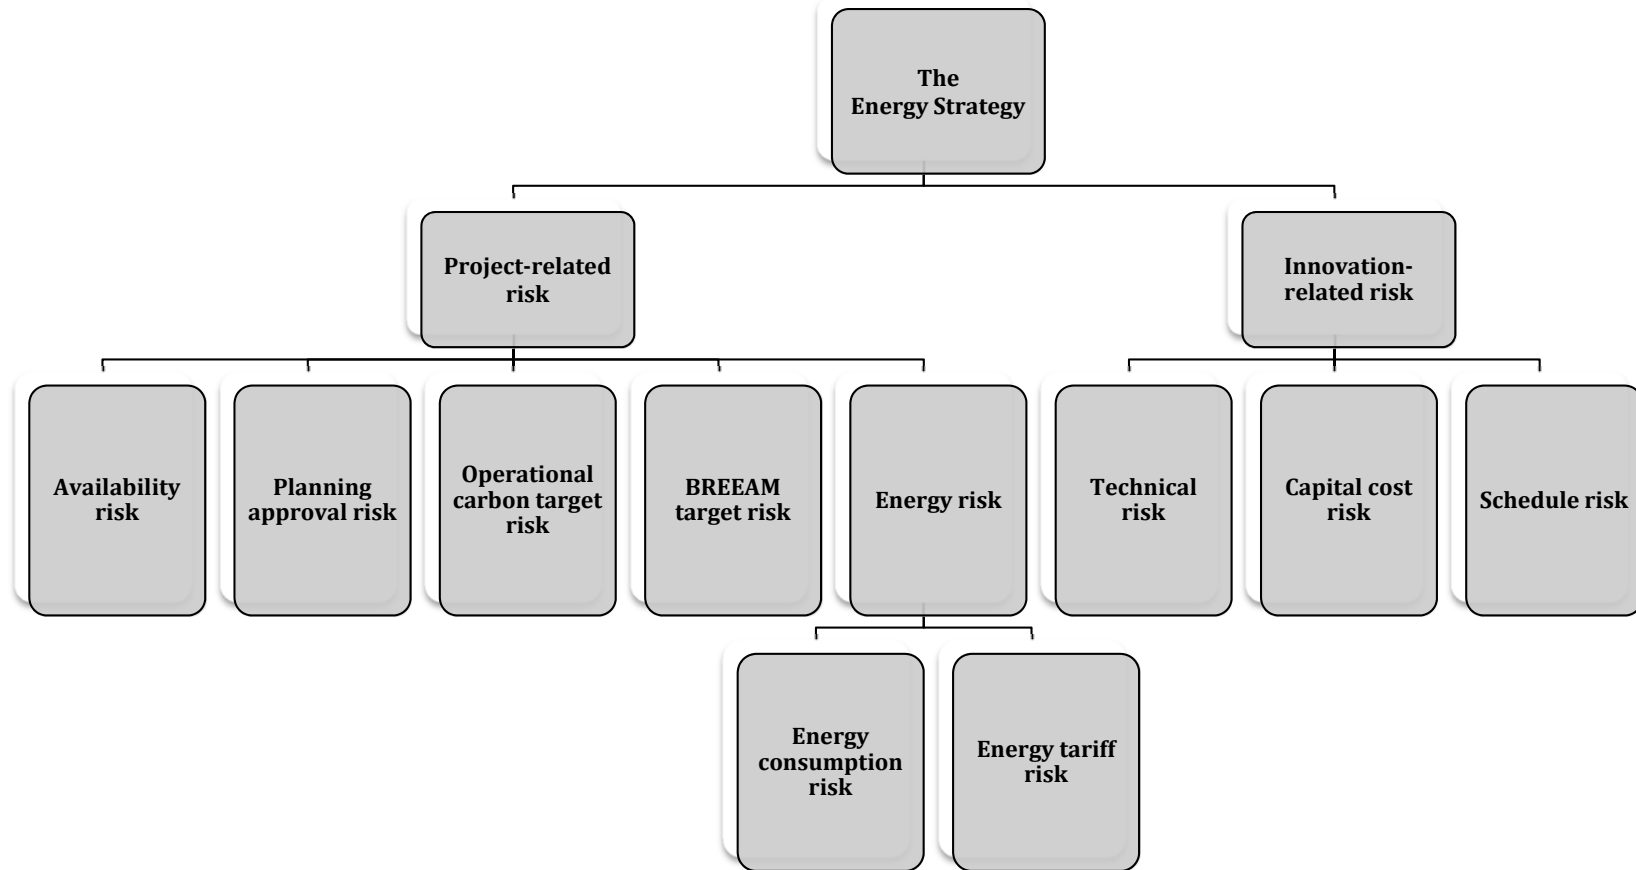 The
Energy Strategy
Project-related
risk
Innovation-
related risk
Availability
risk
Planning
approval risk
Operational
carbon target
risk
BREEAM
target risk
Energy risk
Technical
risk
Capital cost
risk
Schedule risk
Energy
consumption
risk
Energy tariff
risk